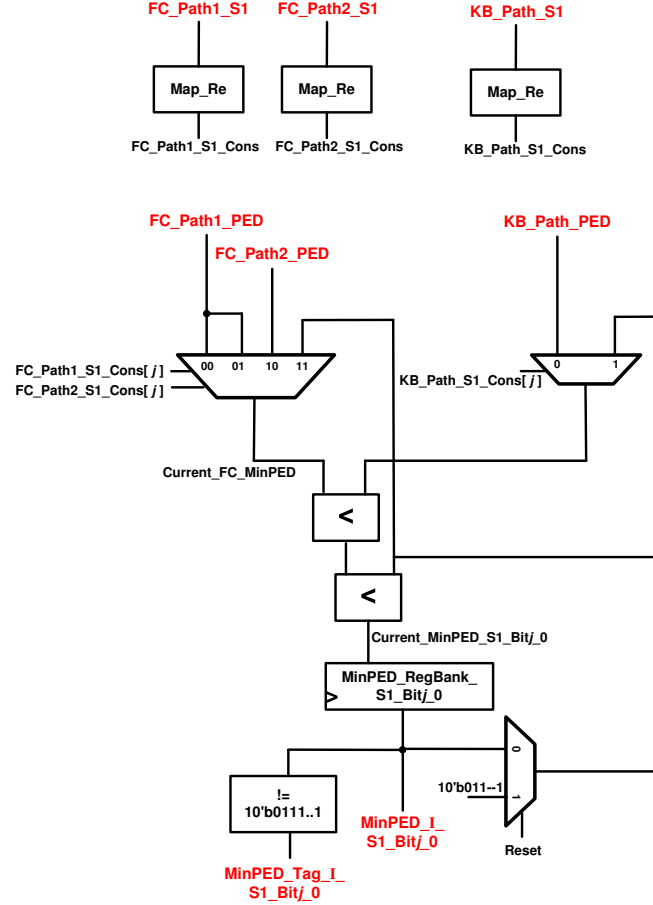 FC_Path1_S1 FC_Path2_S1 KB_Path_S1
Map_Re Map_Re Map_Re
FC_Path1_S1_Cons FC_Path2_S1_Cons KB_Path_S1_Cons
FC_Path1_PED KB_Path_PED
FC_Path2_PED
00 01 10 11 0 1
FC_Path1_S1_Cons[ j ]
KB_Path_S1_Cons[ j ]
FC_Path2_S1_Cons[ j ]
Current_FC_MinPED
<
<
Current_MinPED_S1_Bitj_0
MinPED_RegBank_
S1_Bitj_0
0
!=
10'b0111..1
10'b011--1 1
MinPED_I_
S1_Bitj_0
Reset
MinPED_Tag_I_
S1_Bitj_0